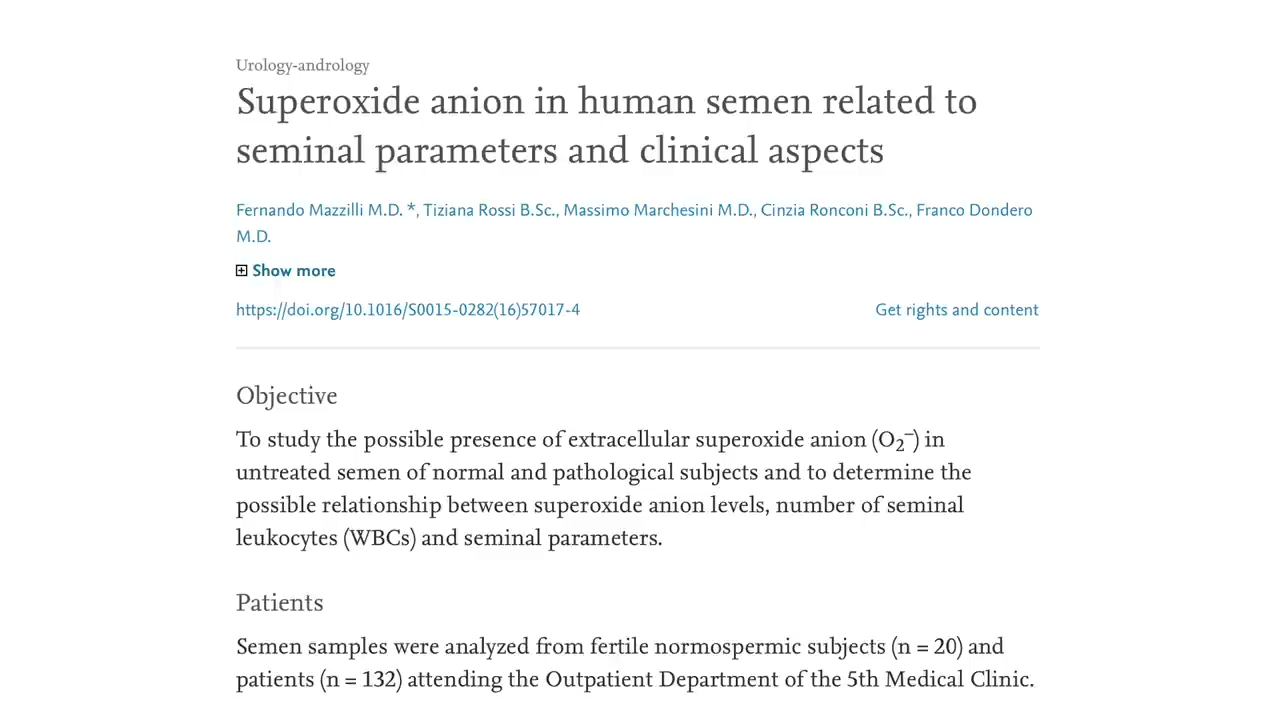 Urology-andrology
Superoxide anion in human semen related to
seminal parameters and clinical aspects
Fernando Mazzilli M.D. *, Tiziana Rossi B.Sc., Massimo Marchesini M.D., Cinzia Ronconi B.Sc., Franco Dondero
M.D.
Show more
https://doi.org/10.1016/S0015-0282(16)57017-4 Get rights and content
Objective
To study the possible presence of extracellular superoxide anion (O₂⁻) in
untreated semen of normal and pathological subjects and to determine the
possible relationship between superoxide anion levels, number of seminal
leukocytes (WBCs) and seminal parameters.
Patients
Semen samples were analyzed from fertile normospermic subjects (n = 20) and
patients (n = 132) attending the Outpatient Department of the 5th Medical Clinic.